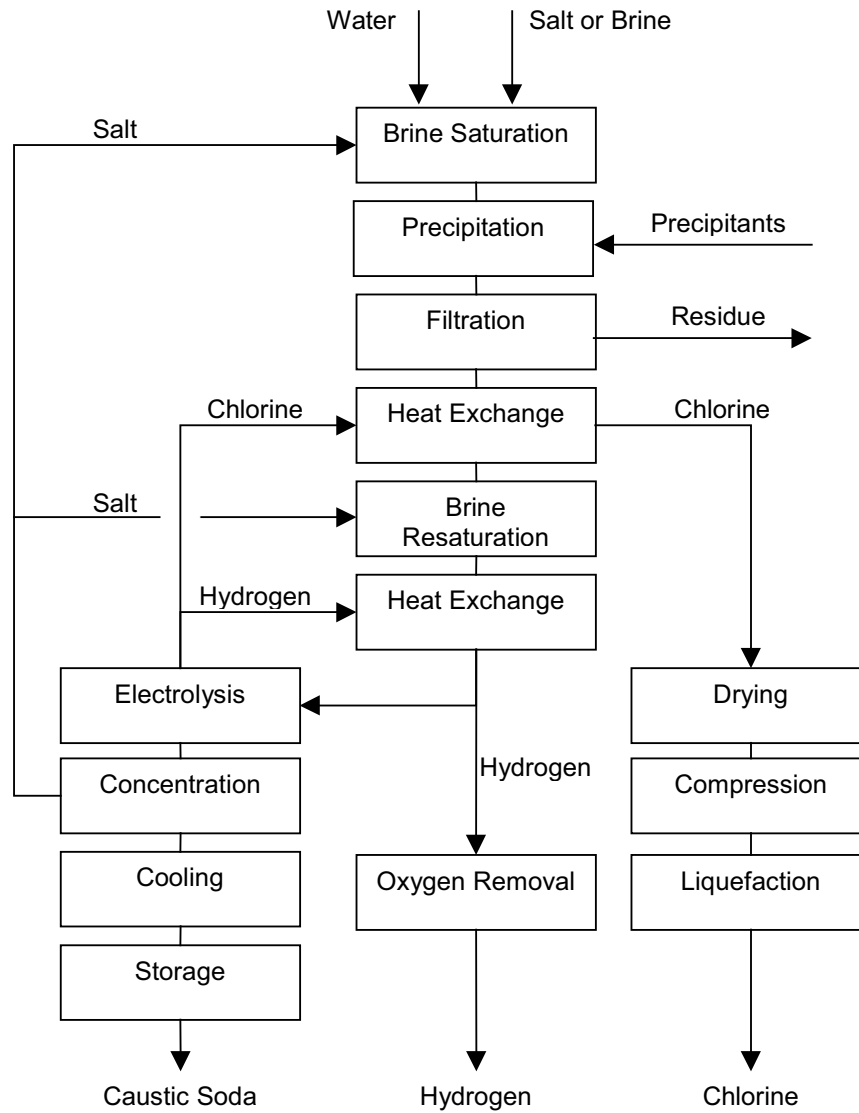 Water
Salt or Brine
Salt
Brine Saturation
Precipitation
Precipitants
Filtration
Residue
Chlorine
Heat Exchange
Chlorine
Salt
Brine
Resaturation
Hydrogen
Heat Exchange
Electrolysis
Drying
Hydrogen
Concentration
Compression
Cooling
Oxygen Removal
Liquefaction
Storage
Caustic Soda
Hydrogen
Chlorine